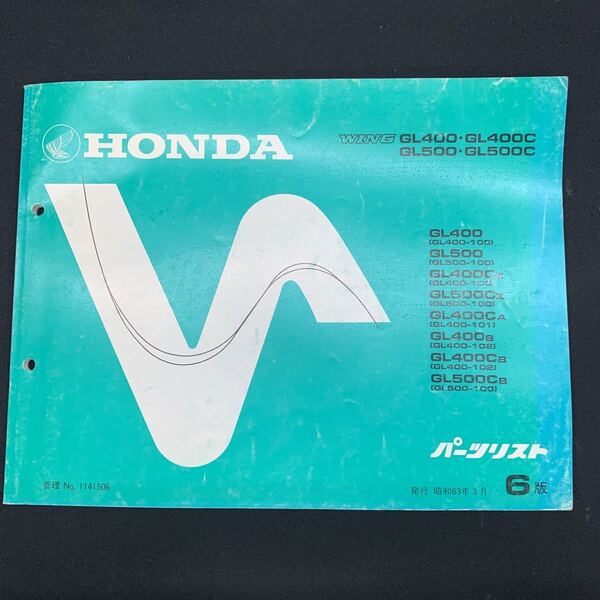 HONDA
WING GL400・GL400C
GL500・GL500C
GL400
(GL400-100)
GL500
(GL500-100)
GL400CZ
(GL400-100)
GL500CZ
(GL500-100)
GL400CA
(GL400-101)
GL400B
(GL400-102)
GL400CB
(GL400-102)
GL500CB
(GL500-100)
パーツリスト
管理 No. 1141506
発行 昭和63年3月 6版